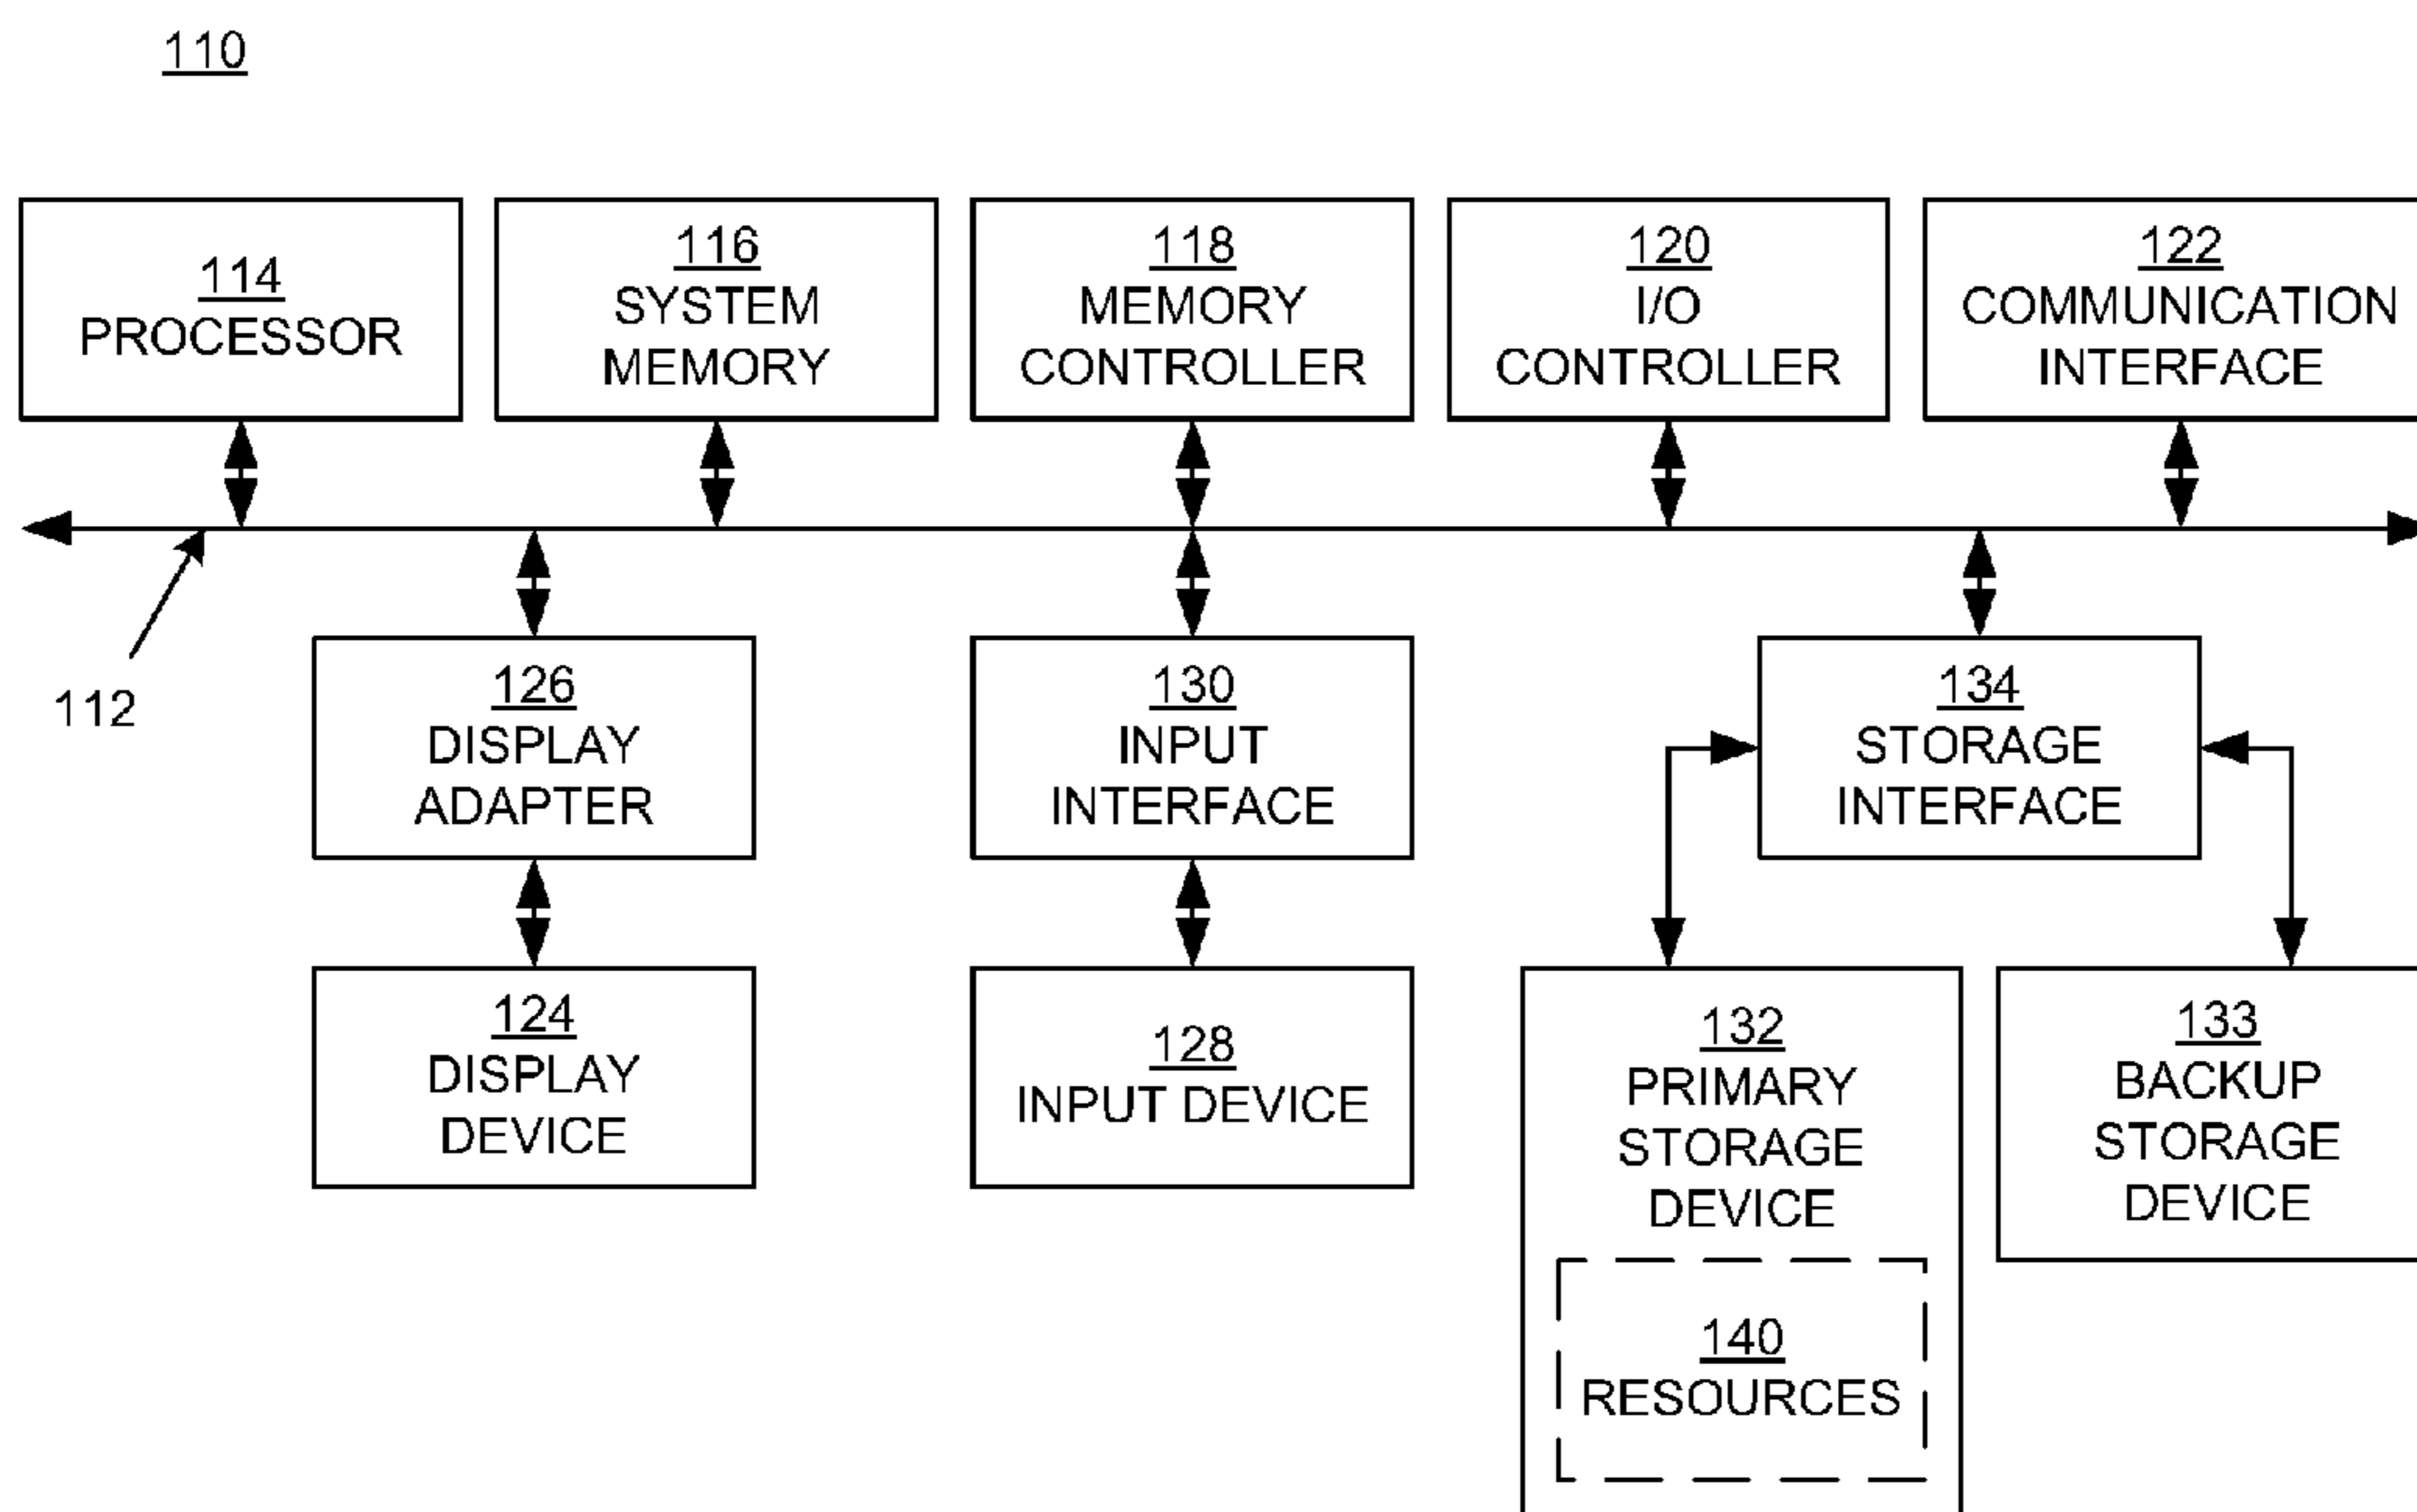 110
114
PROCESSOR
116
SYSTEM
MEMORY
118
MEMORY
CONTROLLER
120
I/O
CONTROLLER
122
COMMUNICATION
INTERFACE
112
126
DISPLAY
ADAPTER
130
INPUT
INTERFACE
134
STORAGE
INTERFACE
124
DISPLAY
DEVICE
128
INPUT DEVICE
132
PRIMARY
STORAGE
DEVICE
140
RESOURCES
133
BACKUP
STORAGE
DEVICE